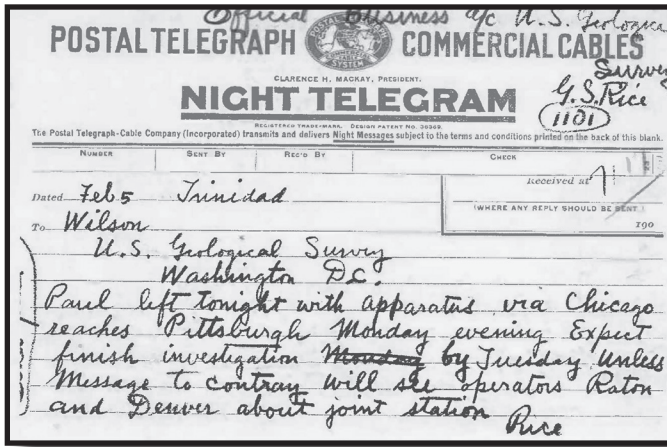 Official Business a/c U.S. Geological
Survey
POSTAL TELEGRAPH COMMERCIAL CABLES
CLARENCE H. MACKAY, PRESIDENT.
G.S. Rice
1101
NIGHT TELEGRAM
REGISTERED TRADE-MARK. DESIGN PATENT No. 36369.
The Postal Telegraph-Cable Company (Incorporated) transmits and delivers Night Messages subject to the terms and conditions printed on the back of this blank.
NUMBER SENT BY REC'D BY CHECK
Received at
(WHERE ANY REPLY SHOULD BE SENT
190
Dated Feb 5 Trinidad
To Wilson
U.S. Geological Survey
Washington D.C.
Paul left tonight with apparatus via Chicago
reaches Pittsburgh Monday evening Expect
finish investigation Monday by Tuesday Unless
Message to contray will see operators Raton
and Denver about joint station
Rice